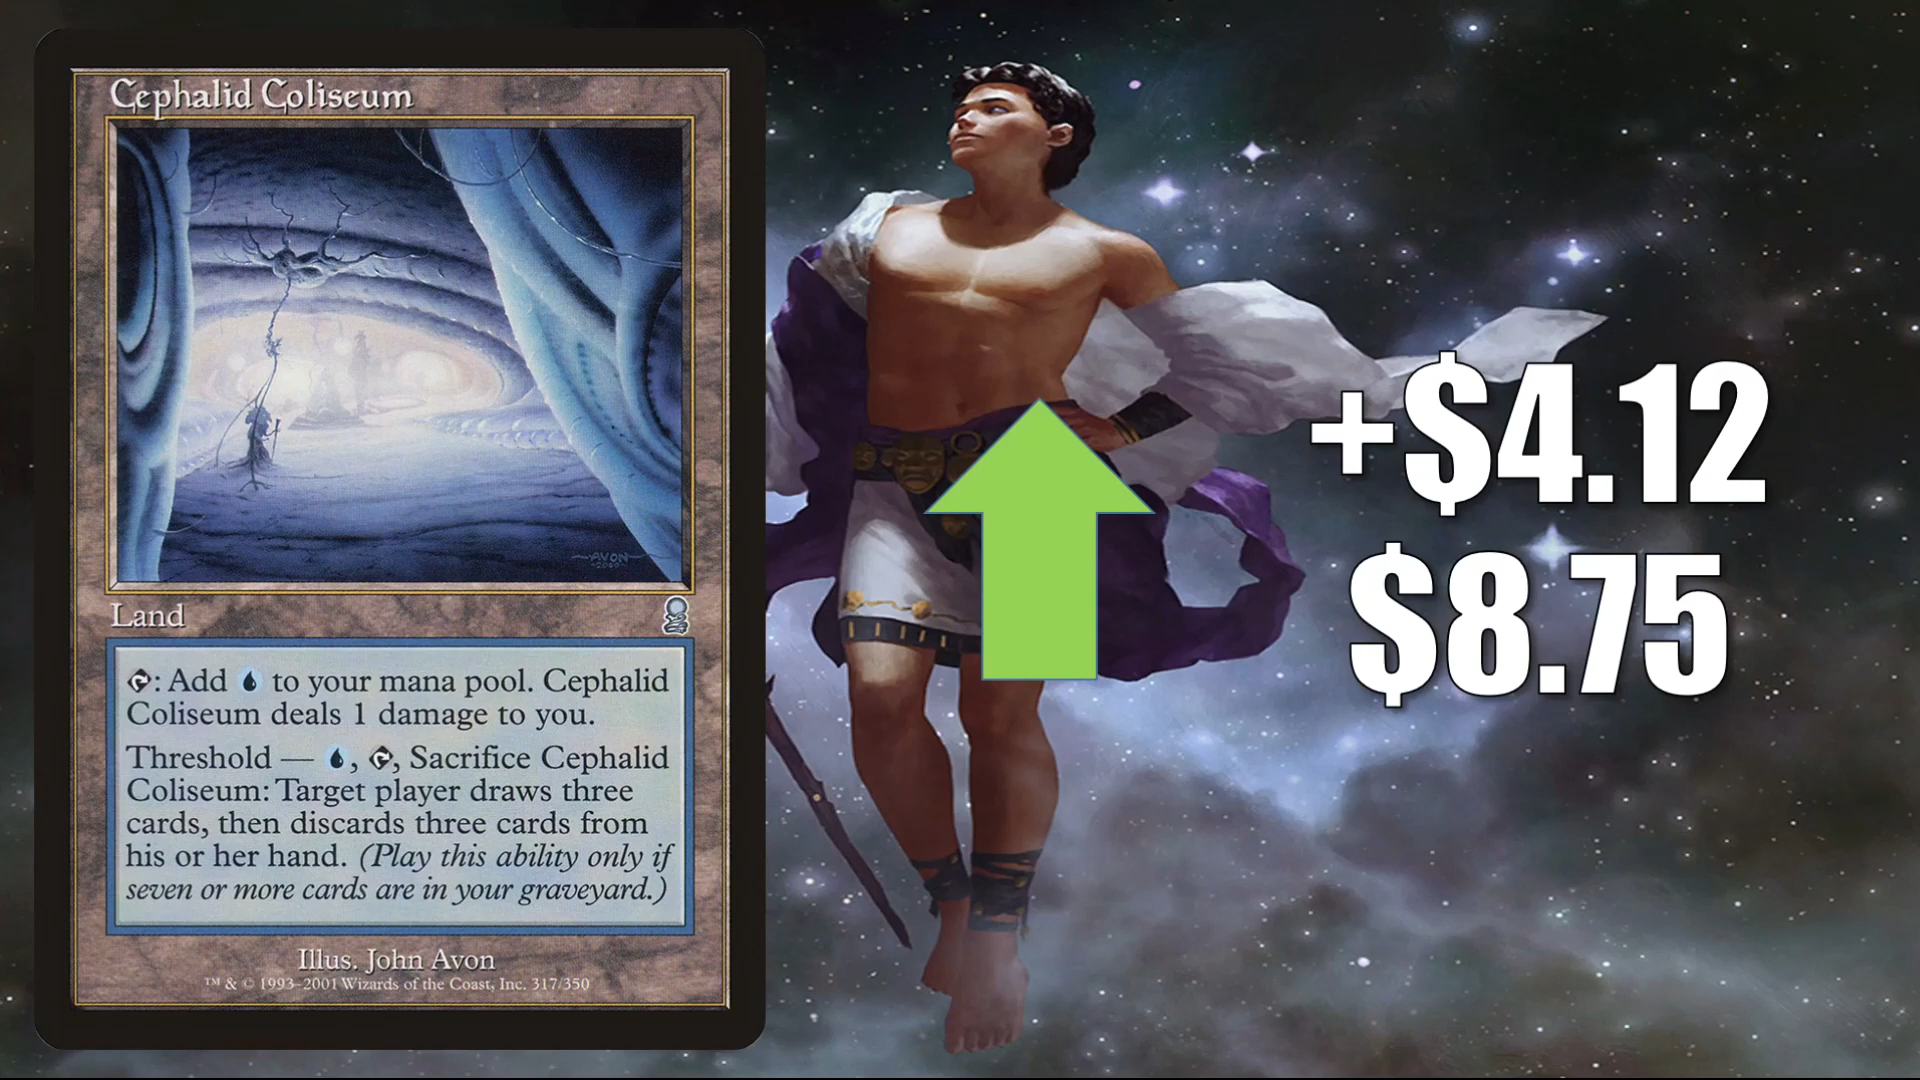 Cephalid Coliseum
AVON
2000
Land
: Add to your mana pool. Cephalid
Coliseum deals 1 damage to you.
Threshold — , , Sacrifice Cephalid
Coliseum: Target player draws three
cards, then discards three cards from
his or her hand. (Play this ability only if
seven or more cards are in your graveyard.)
Illus. John Avon
™ & © 1993–2001 Wizards of the Coast, Inc. 317/350
+$4.12
$8.75